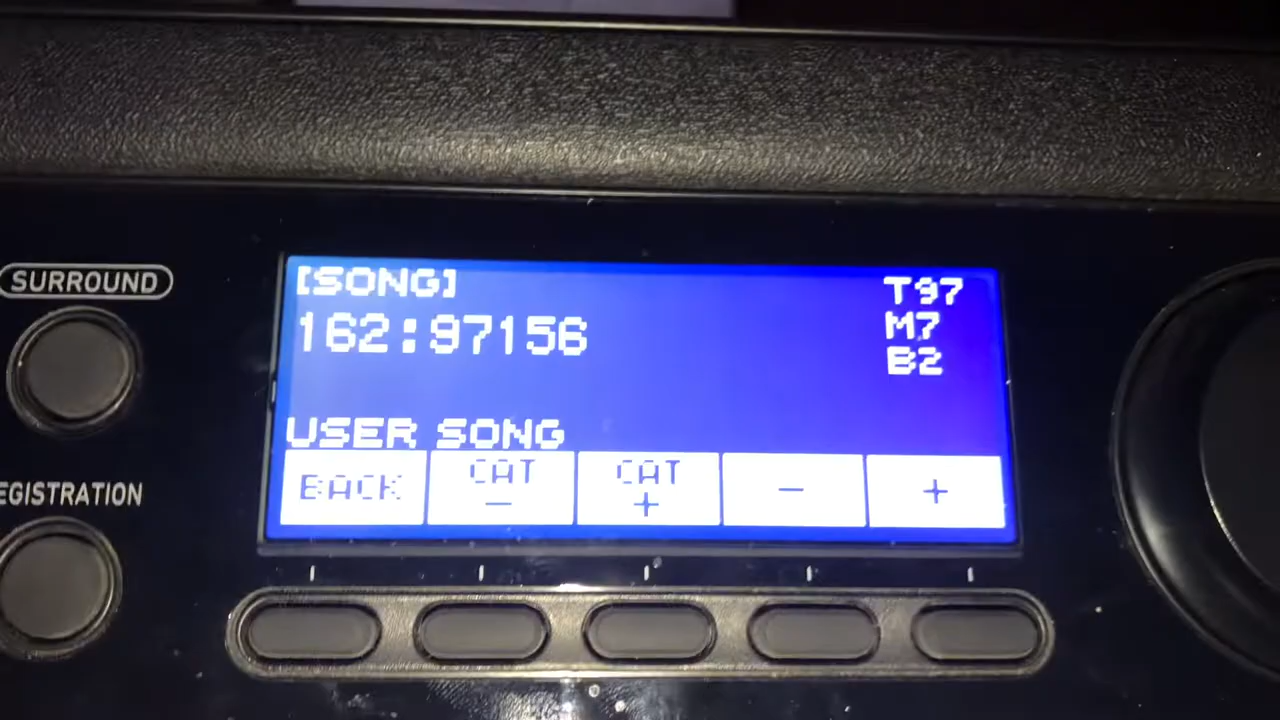 SURROUND
[SONG]
T97
162:97156
M7
B2
USER SONG
BACK
CAT
−
CAT
+
−
+
EGISTRATION